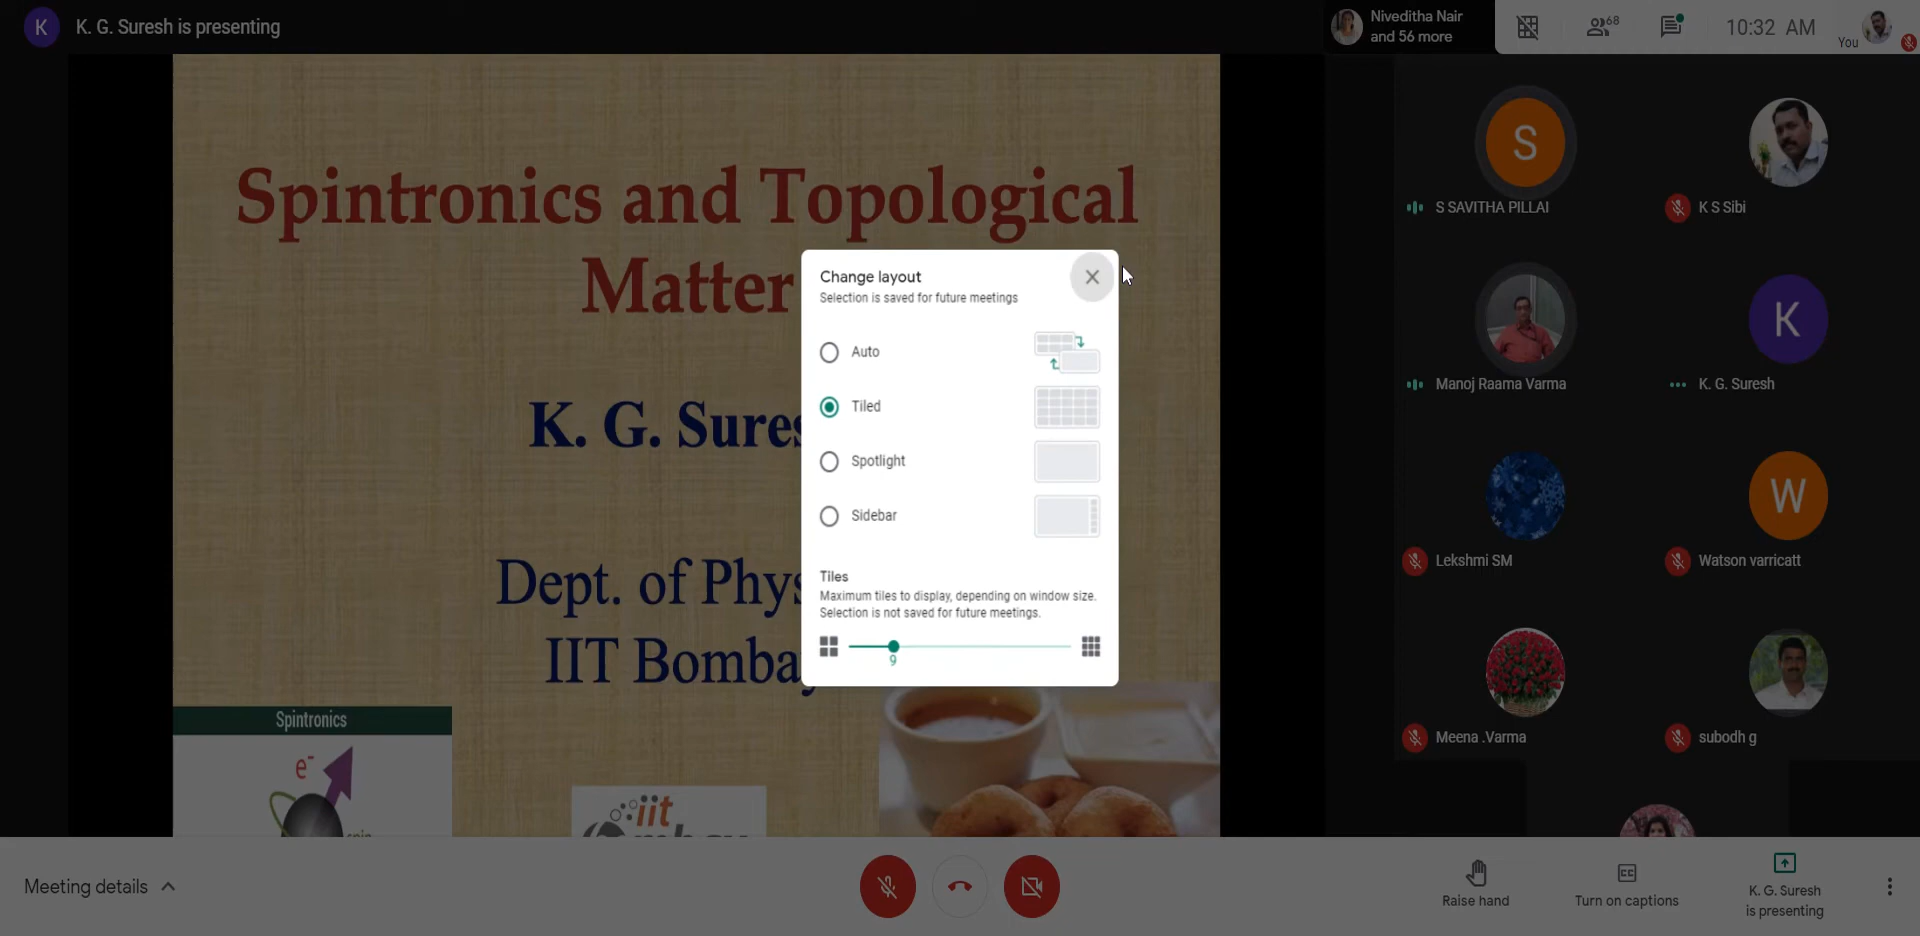 K
K. G. Suresh is presenting
Niveditha Nair
and 56 more
68
10:32 AM
You
Spintronics and Topological
Matter
K. G. Sures
Dept. of Phys
IIT Bombay
Spintronics
e-
spin
iit
Change layout
Selection is saved for future meetings
Auto
Tiled
Spotlight
Sidebar
Tiles
Maximum tiles to display, depending on window size.
Selection is not saved for future meetings.
9
S
S SAVITHA PILLAI
K S Sibi
Manoj Raama Varma
K
K. G. Suresh
Lekshmi SM
W
Watson varricatt
Meena .Varma
subodh g
Meeting details
Raise hand
CC
Turn on captions
K. G. Suresh
is presenting